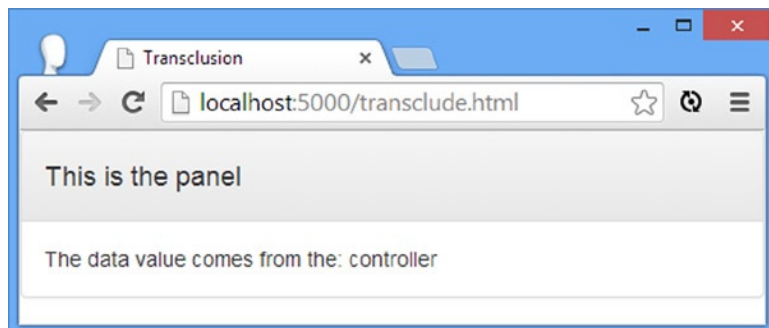 Transclusion
localhost:5000/transclude.html
This is the panel
The data value comes from the: controller